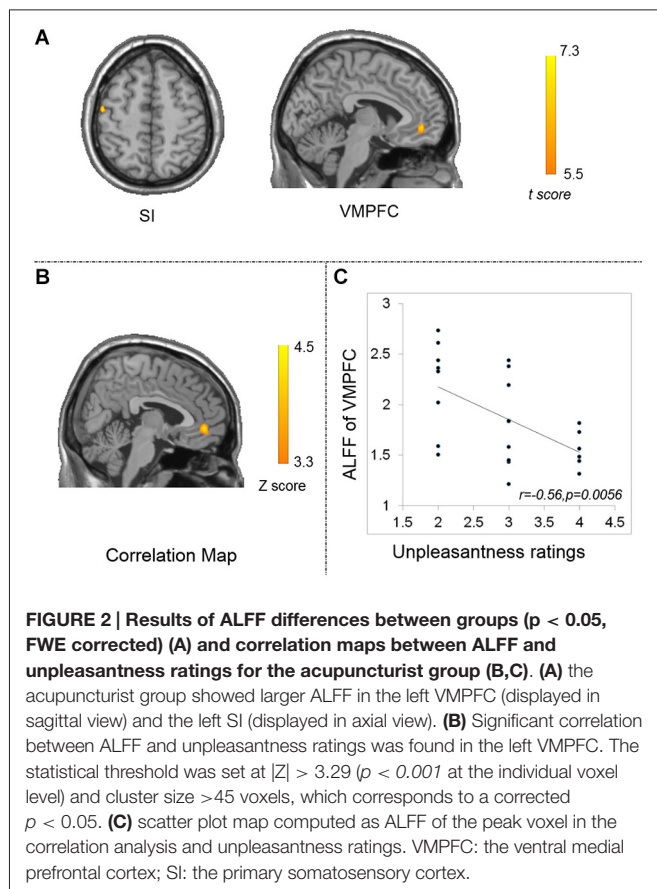 A
SI
VMPFC
7.3
5.5
t score
B
4.5
3.3
Z score
Correlation Map
C
ALFF of VMPFC
3
2.5
2
1.5
1
r=-0.56,p=0.0056
1.5 2 2.5 3 3.5 4 4.5
Unpleasantness ratings
FIGURE 2 | Results of ALFF differences between groups (p < 0.05,
FWE corrected) (A) and correlation maps between ALFF and
unpleasantness ratings for the acupuncturist group (B,C). (A) the
acupuncturist group showed larger ALFF in the left VMPFC (displayed in
sagittal view) and the left SI (displayed in axial view). (B) Significant correlation
between ALFF and unpleasantness ratings was found in the left VMPFC. The
statistical threshold was set at |Z| > 3.29 (p < 0.001 at the individual voxel
level) and cluster size >45 voxels, which corresponds to a corrected
p < 0.05. (C) scatter plot map computed as ALFF of the peak voxel in the
correlation analysis and unpleasantness ratings. VMPFC: the ventral medial
prefrontal cortex; SI: the primary somatosensory cortex.